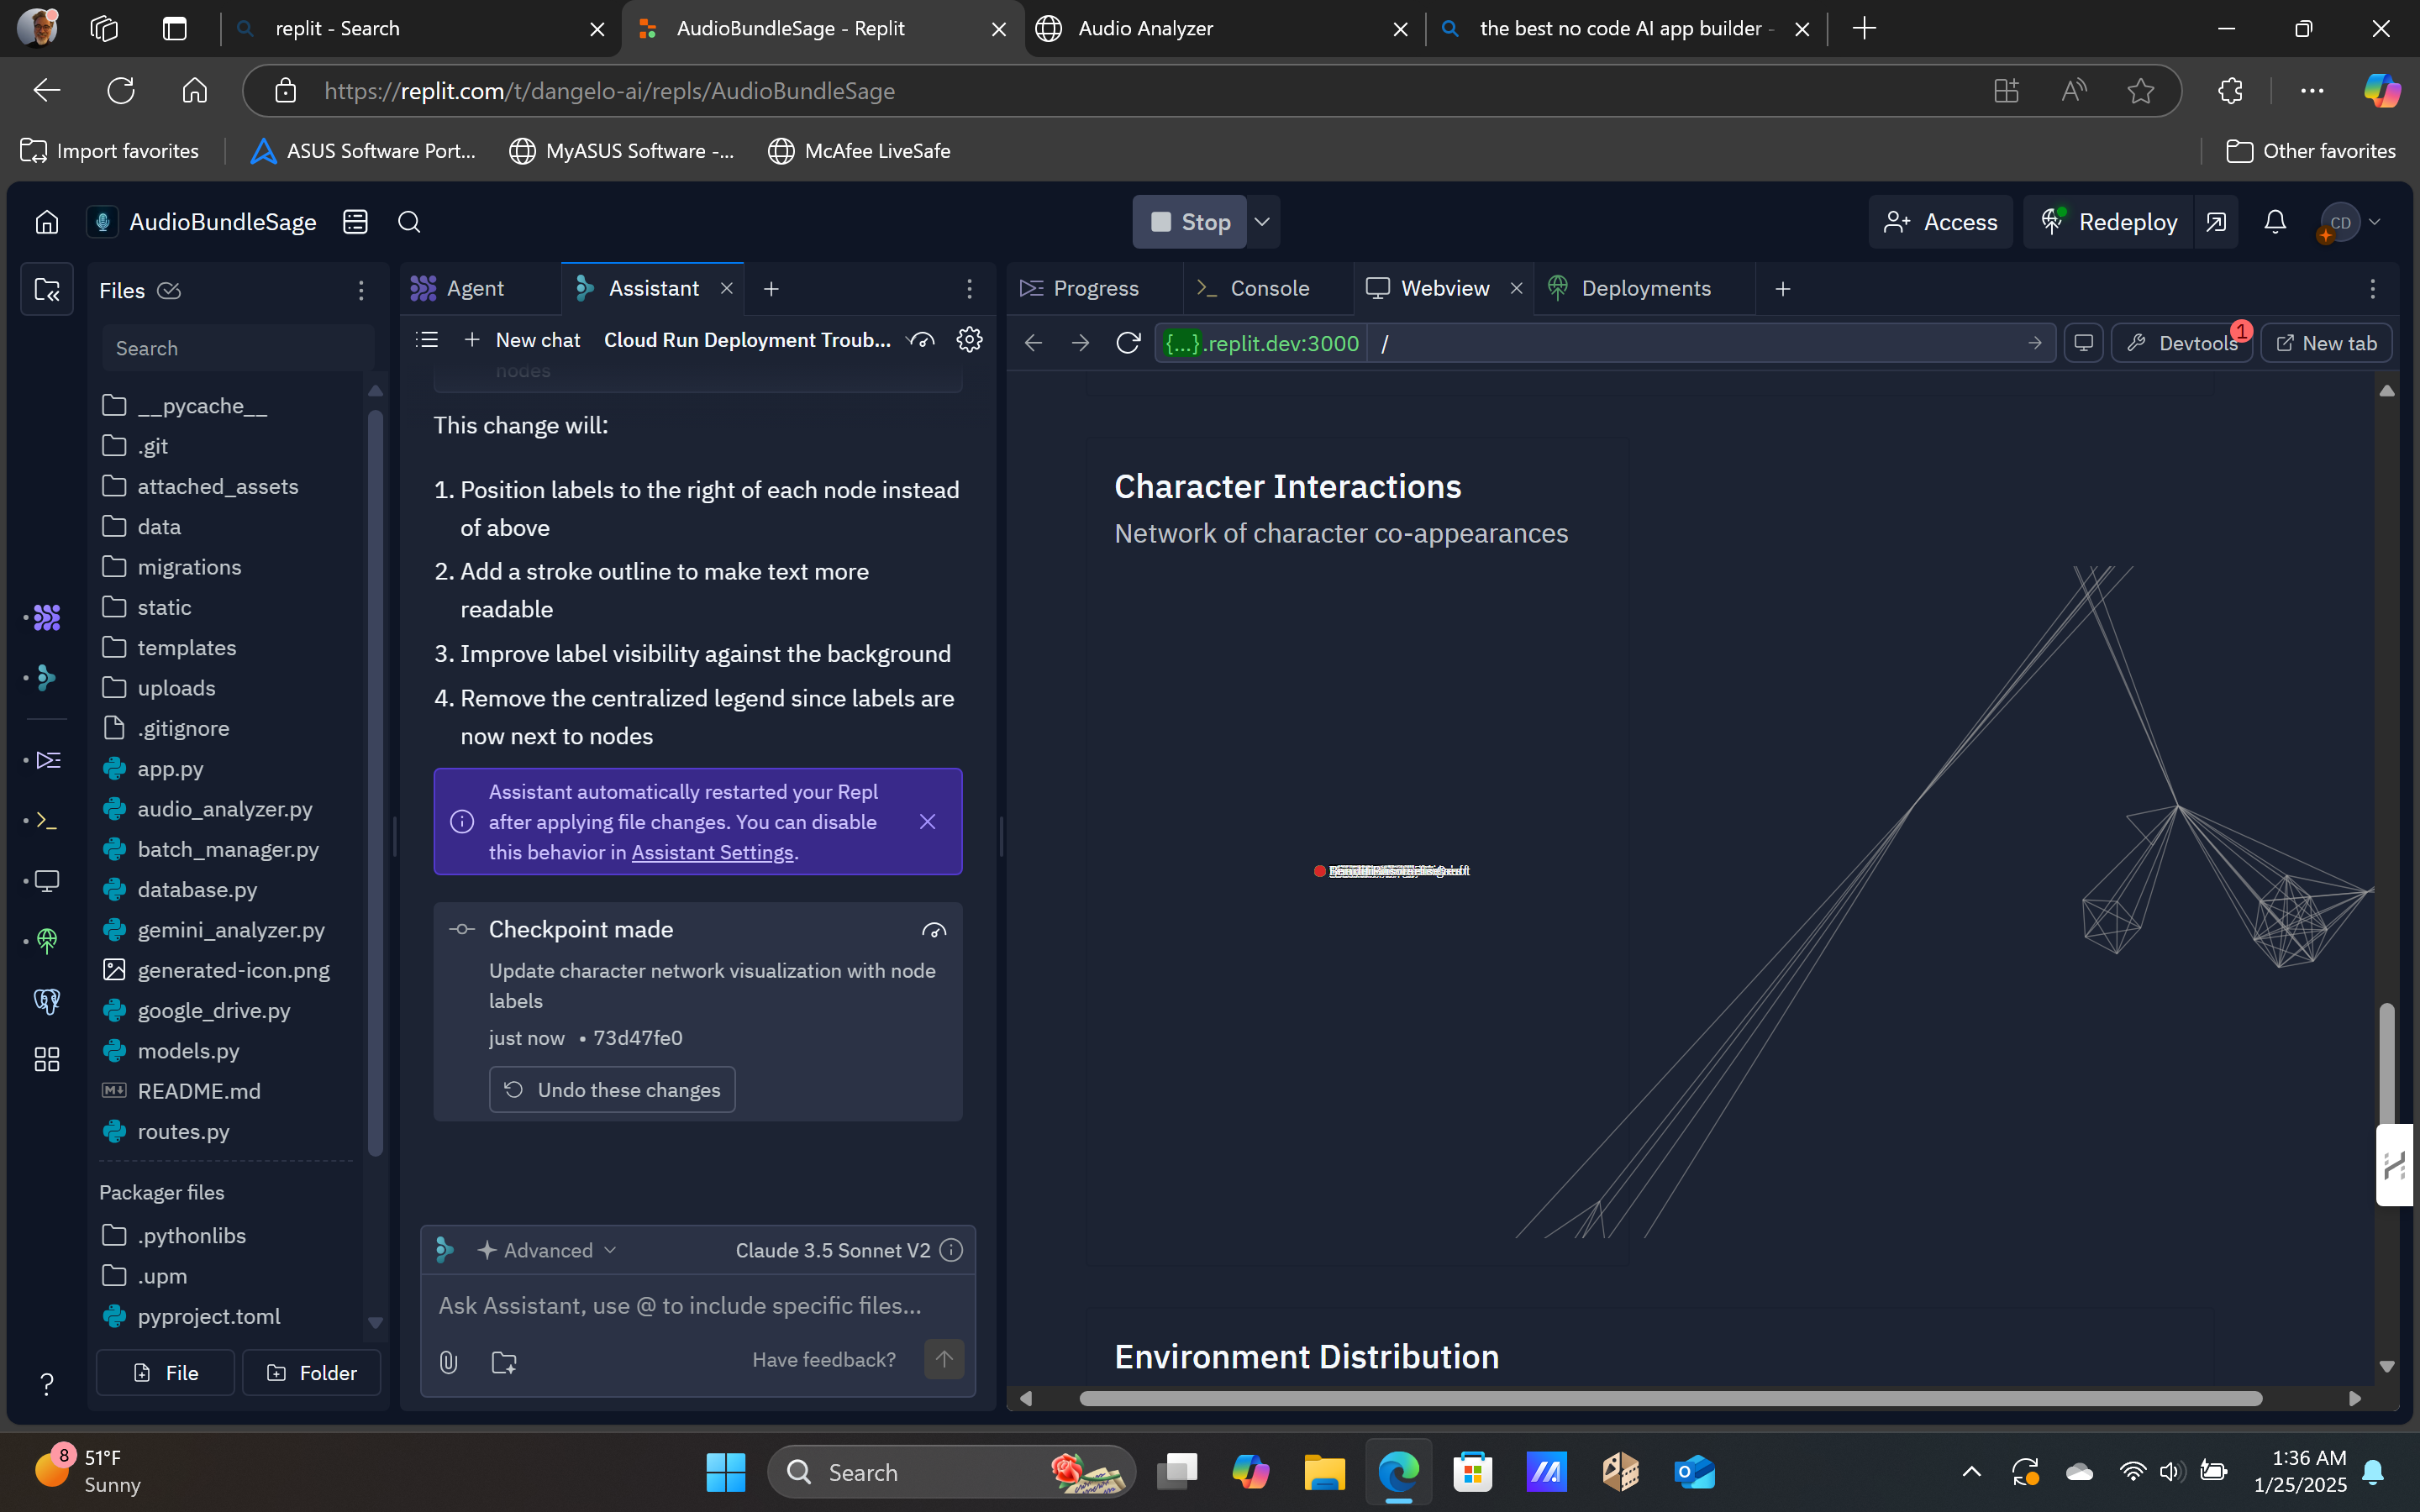 replit - Search
AudioBundleSage - Replit
Audio Analyzer
the best no code AI app builder -
https://replit.com/t/dangelo-ai/repls/AudioBundleSage
Import favorites
ASUS Software Port...
MyASUS Software -...
McAfee LiveSafe
Other favorites
AudioBundleSage
Stop
Access
Redeploy
CD
Files
Search
__pycache__
.git
attached_assets
data
migrations
static
templates
uploads
.gitignore
app.py
audio_analyzer.py
batch_manager.py
database.py
gemini_analyzer.py
generated-icon.png
google_drive.py
models.py
README.md
routes.py
Packager files
.pythonlibs
.upm
pyproject.toml
File
Folder
Agent
Assistant
New chat
Cloud Run Deployment Troub...
nodes
This change will:
1. Position labels to the right of each node instead
of above
2. Add a stroke outline to make text more
readable
3. Improve label visibility against the background
4. Remove the centralized legend since labels are
now next to nodes
Assistant automatically restarted your Repl
after applying file changes. You can disable
this behavior in Assistant Settings.
Checkpoint made
Update character network visualization with node
labels
just now • 73d47fe0
Undo these changes
Advanced
Claude 3.5 Sonnet V2
Ask Assistant, use @ to include specific files...
Have feedback?
Progress
Console
Webview
Deployments
{...}.replit.dev:3000
/
Devtools
1
New tab
Character Interactions
Network of character co-appearances
Environment Distribution
8
51°F
Sunny
Search
1:36 AM
1/25/2025